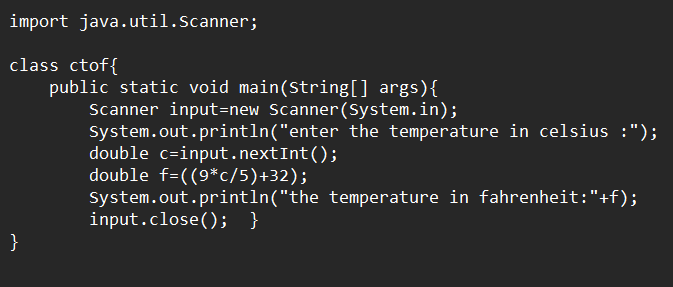 import java.util.Scanner;
class ctof{
    public static void main(String[] args){
        Scanner input=new Scanner(System.in);
        System.out.println("enter the temperature in celsius :");
        double c=input.nextInt();
        double f=((9*c/5)+32);
        System.out.println("the temperature in fahrenheit:"+f);
        input.close();  }
}